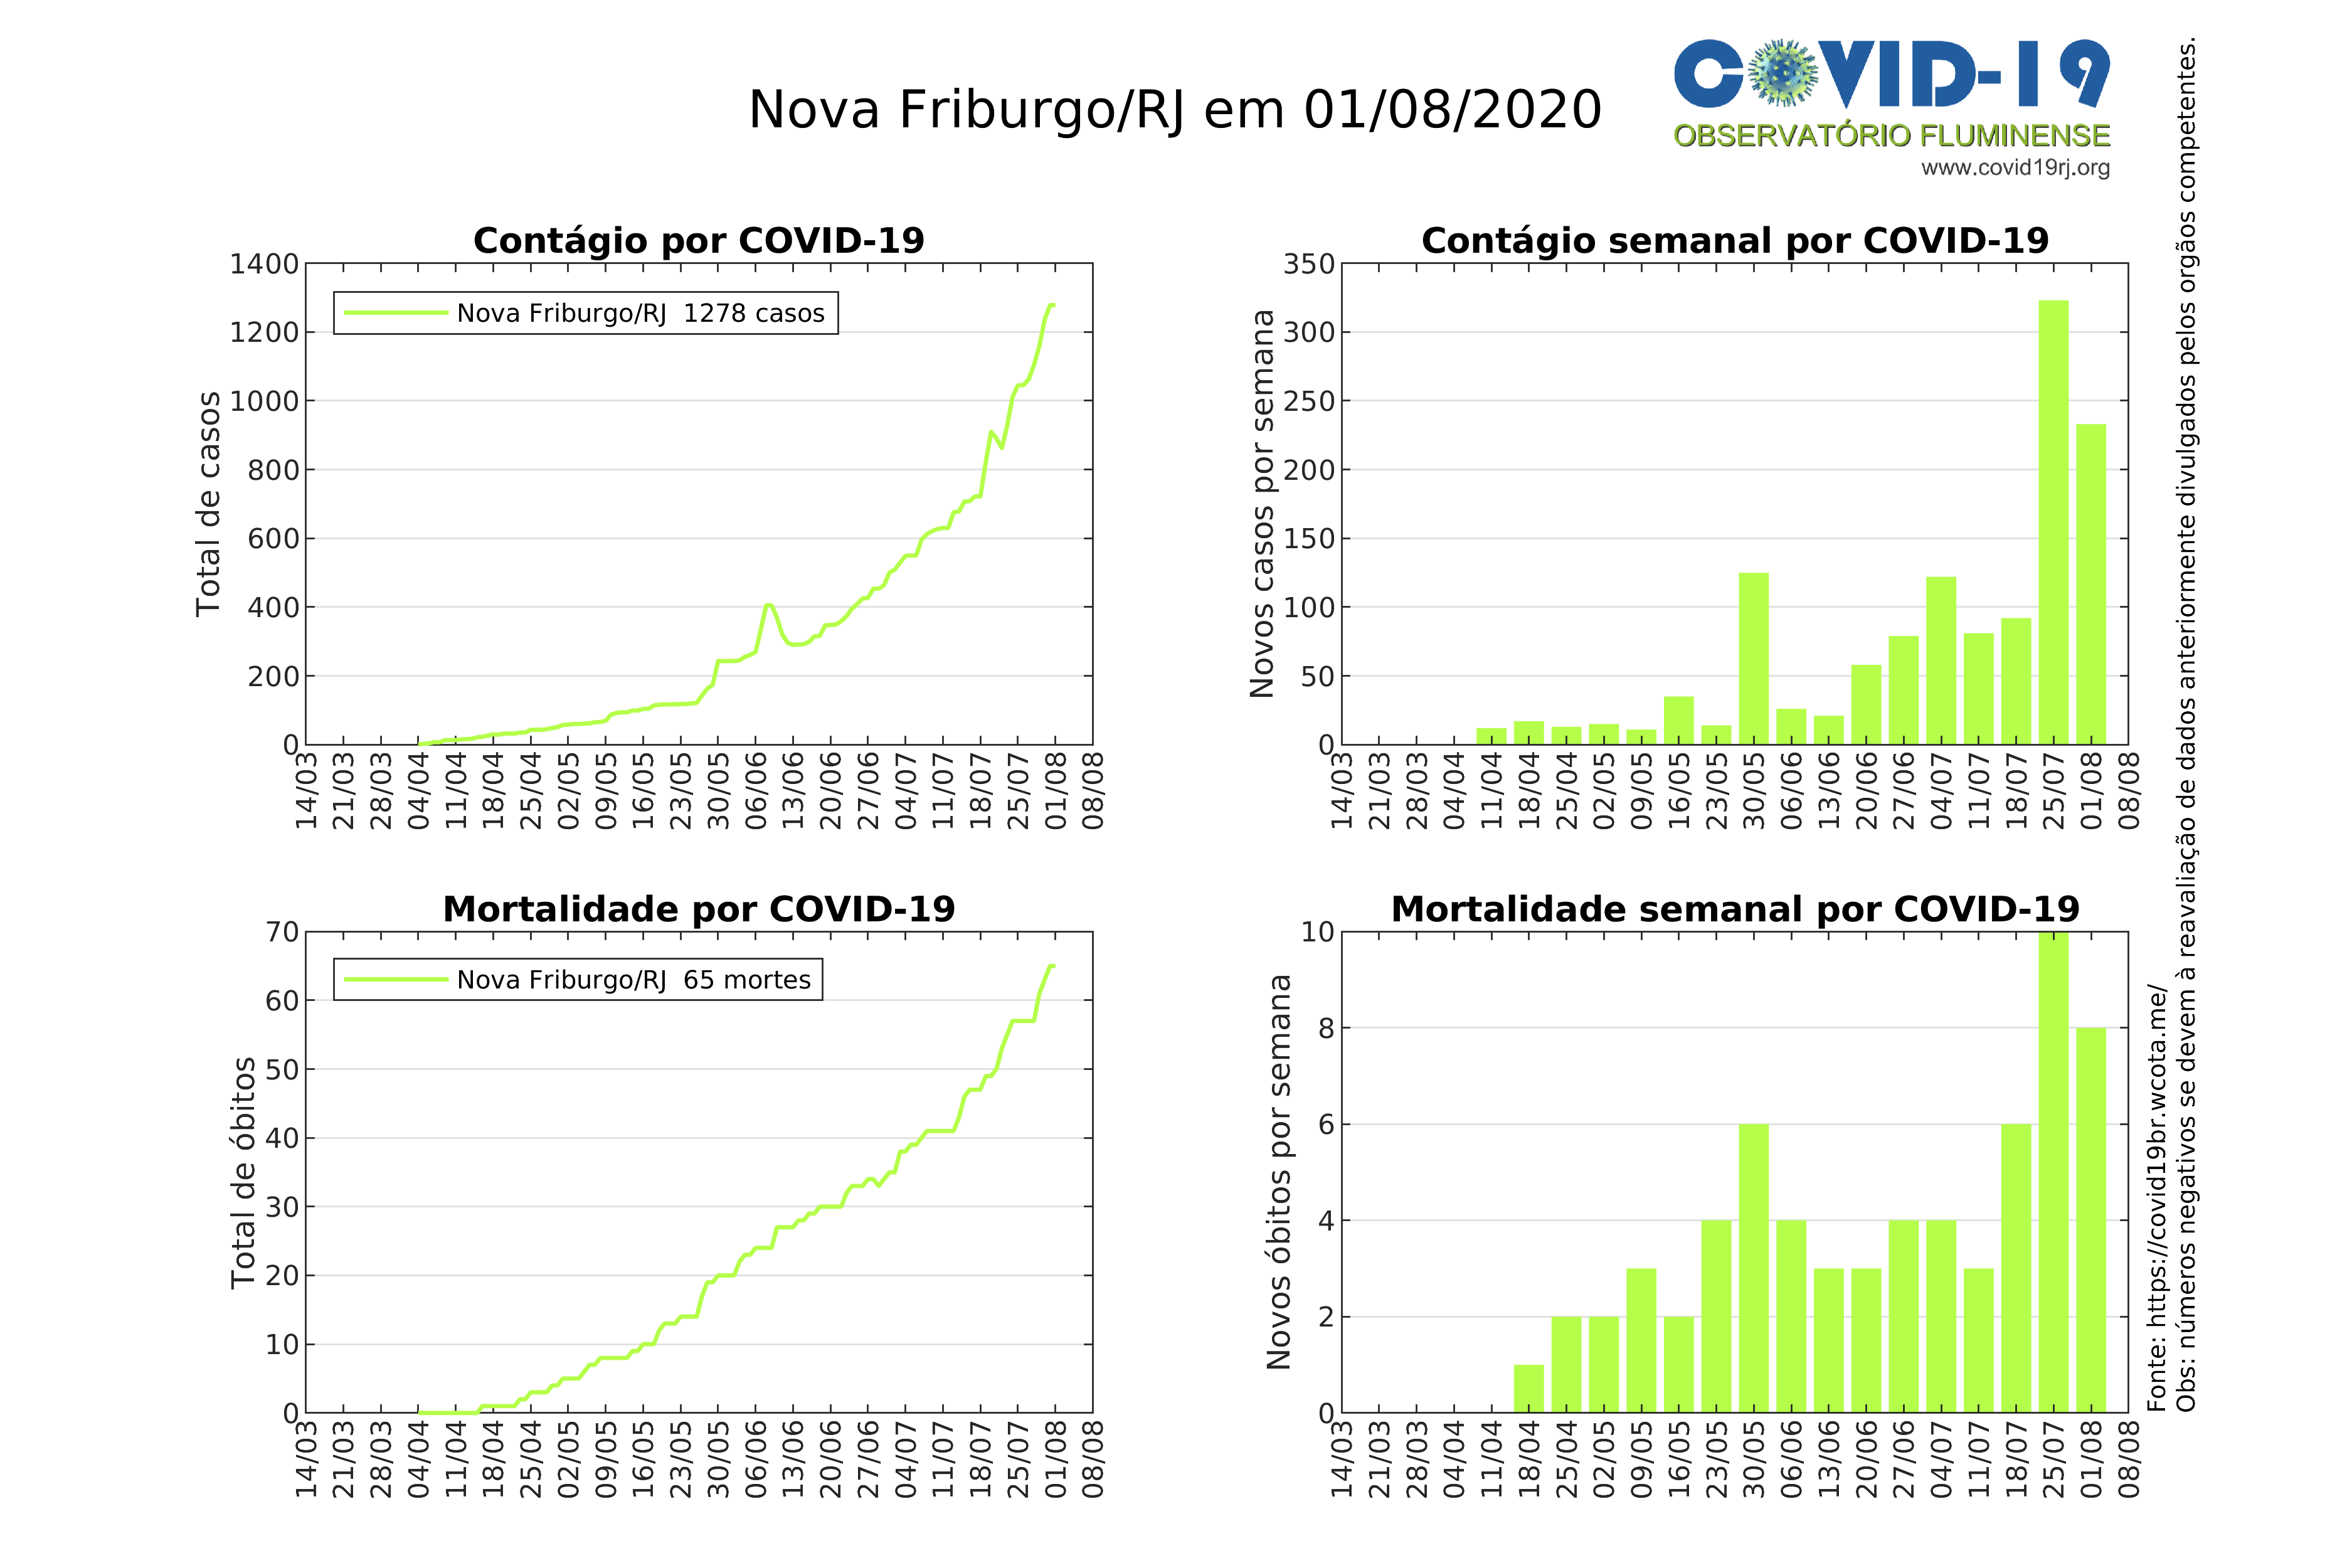 Nova Friburgo/RJ em 01/08/2020
COVID-19
OBSERVATÓRIO FLUMINENSE
www.covid19rj.org
Contágio por COVID-19
Total de casos
1400
1200
1000
800
600
400
200
0
Nova Friburgo/RJ 1278 casos
14/03 21/03 28/03 04/04 11/04 18/04 25/04 02/05 09/05 16/05 23/05 30/05 06/06 13/06 20/06 27/06 04/07 11/07 18/07 25/07 01/08 08/08
Contágio semanal por COVID-19
Novos casos por semana
350
300
250
200
150
100
50
0
14/03 21/03 28/03 04/04 11/04 18/04 25/04 02/05 09/05 16/05 23/05 30/05 06/06 13/06 20/06 27/06 04/07 11/07 18/07 25/07 01/08 08/08
Mortalidade por COVID-19
Total de óbitos
70
60
50
40
30
20
10
0
Nova Friburgo/RJ 65 mortes
14/03 21/03 28/03 04/04 11/04 18/04 25/04 02/05 09/05 16/05 23/05 30/05 06/06 13/06 20/06 27/06 04/07 11/07 18/07 25/07 01/08 08/08
Mortalidade semanal por COVID-19
Novos óbitos por semana
10
8
6
4
2
0
14/03 21/03 28/03 04/04 11/04 18/04 25/04 02/05 09/05 16/05 23/05 30/05 06/06 13/06 20/06 27/06 04/07 11/07 18/07 25/07 01/08 08/08
Fonte: https://covid19br.wcota.me/
Obs: números negativos se devem à reavaliação de dados anteriormente divulgados pelos orgãos competentes.